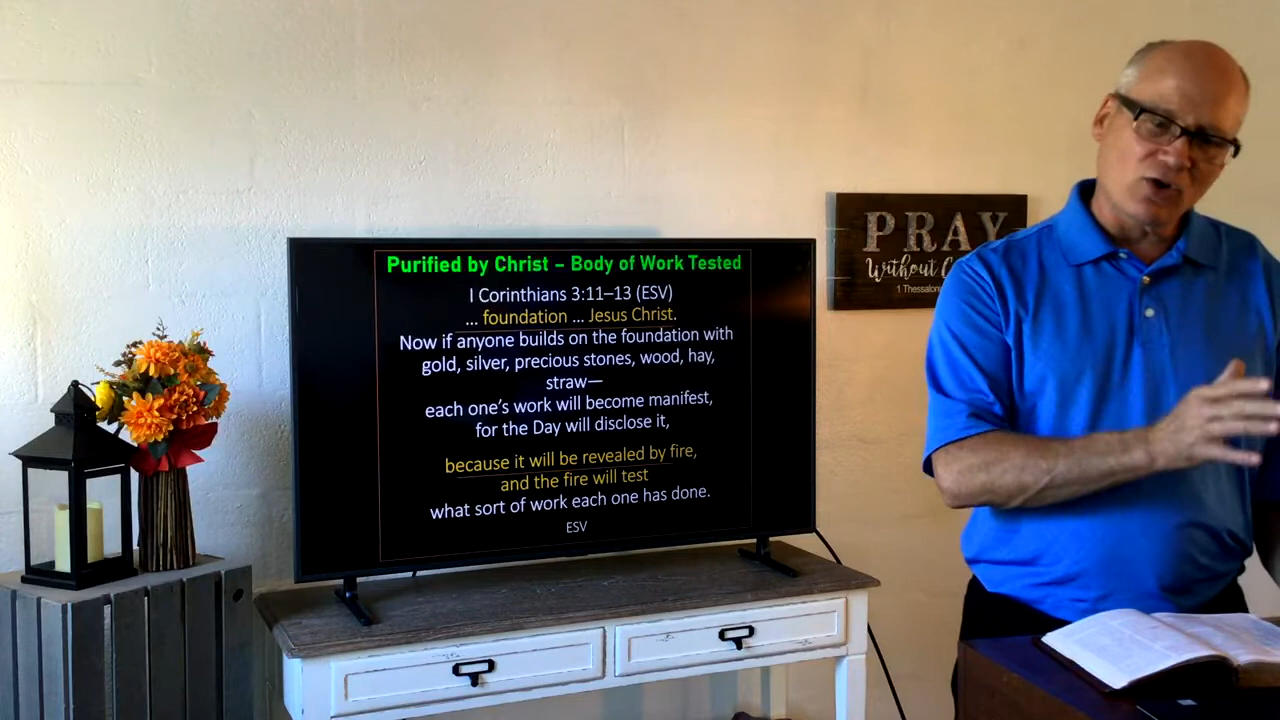 Purified by Christ – Body of Work Tested
I Corinthians 3:11–13 (ESV)
... foundation ... Jesus Christ.
Now if anyone builds on the foundation with
gold, silver, precious stones, wood, hay,
straw—
each one's work will become manifest,
for the Day will disclose it,
because it will be revealed by fire,
and the fire will test
what sort of work each one has done.
ESV
PRAY
Without
1